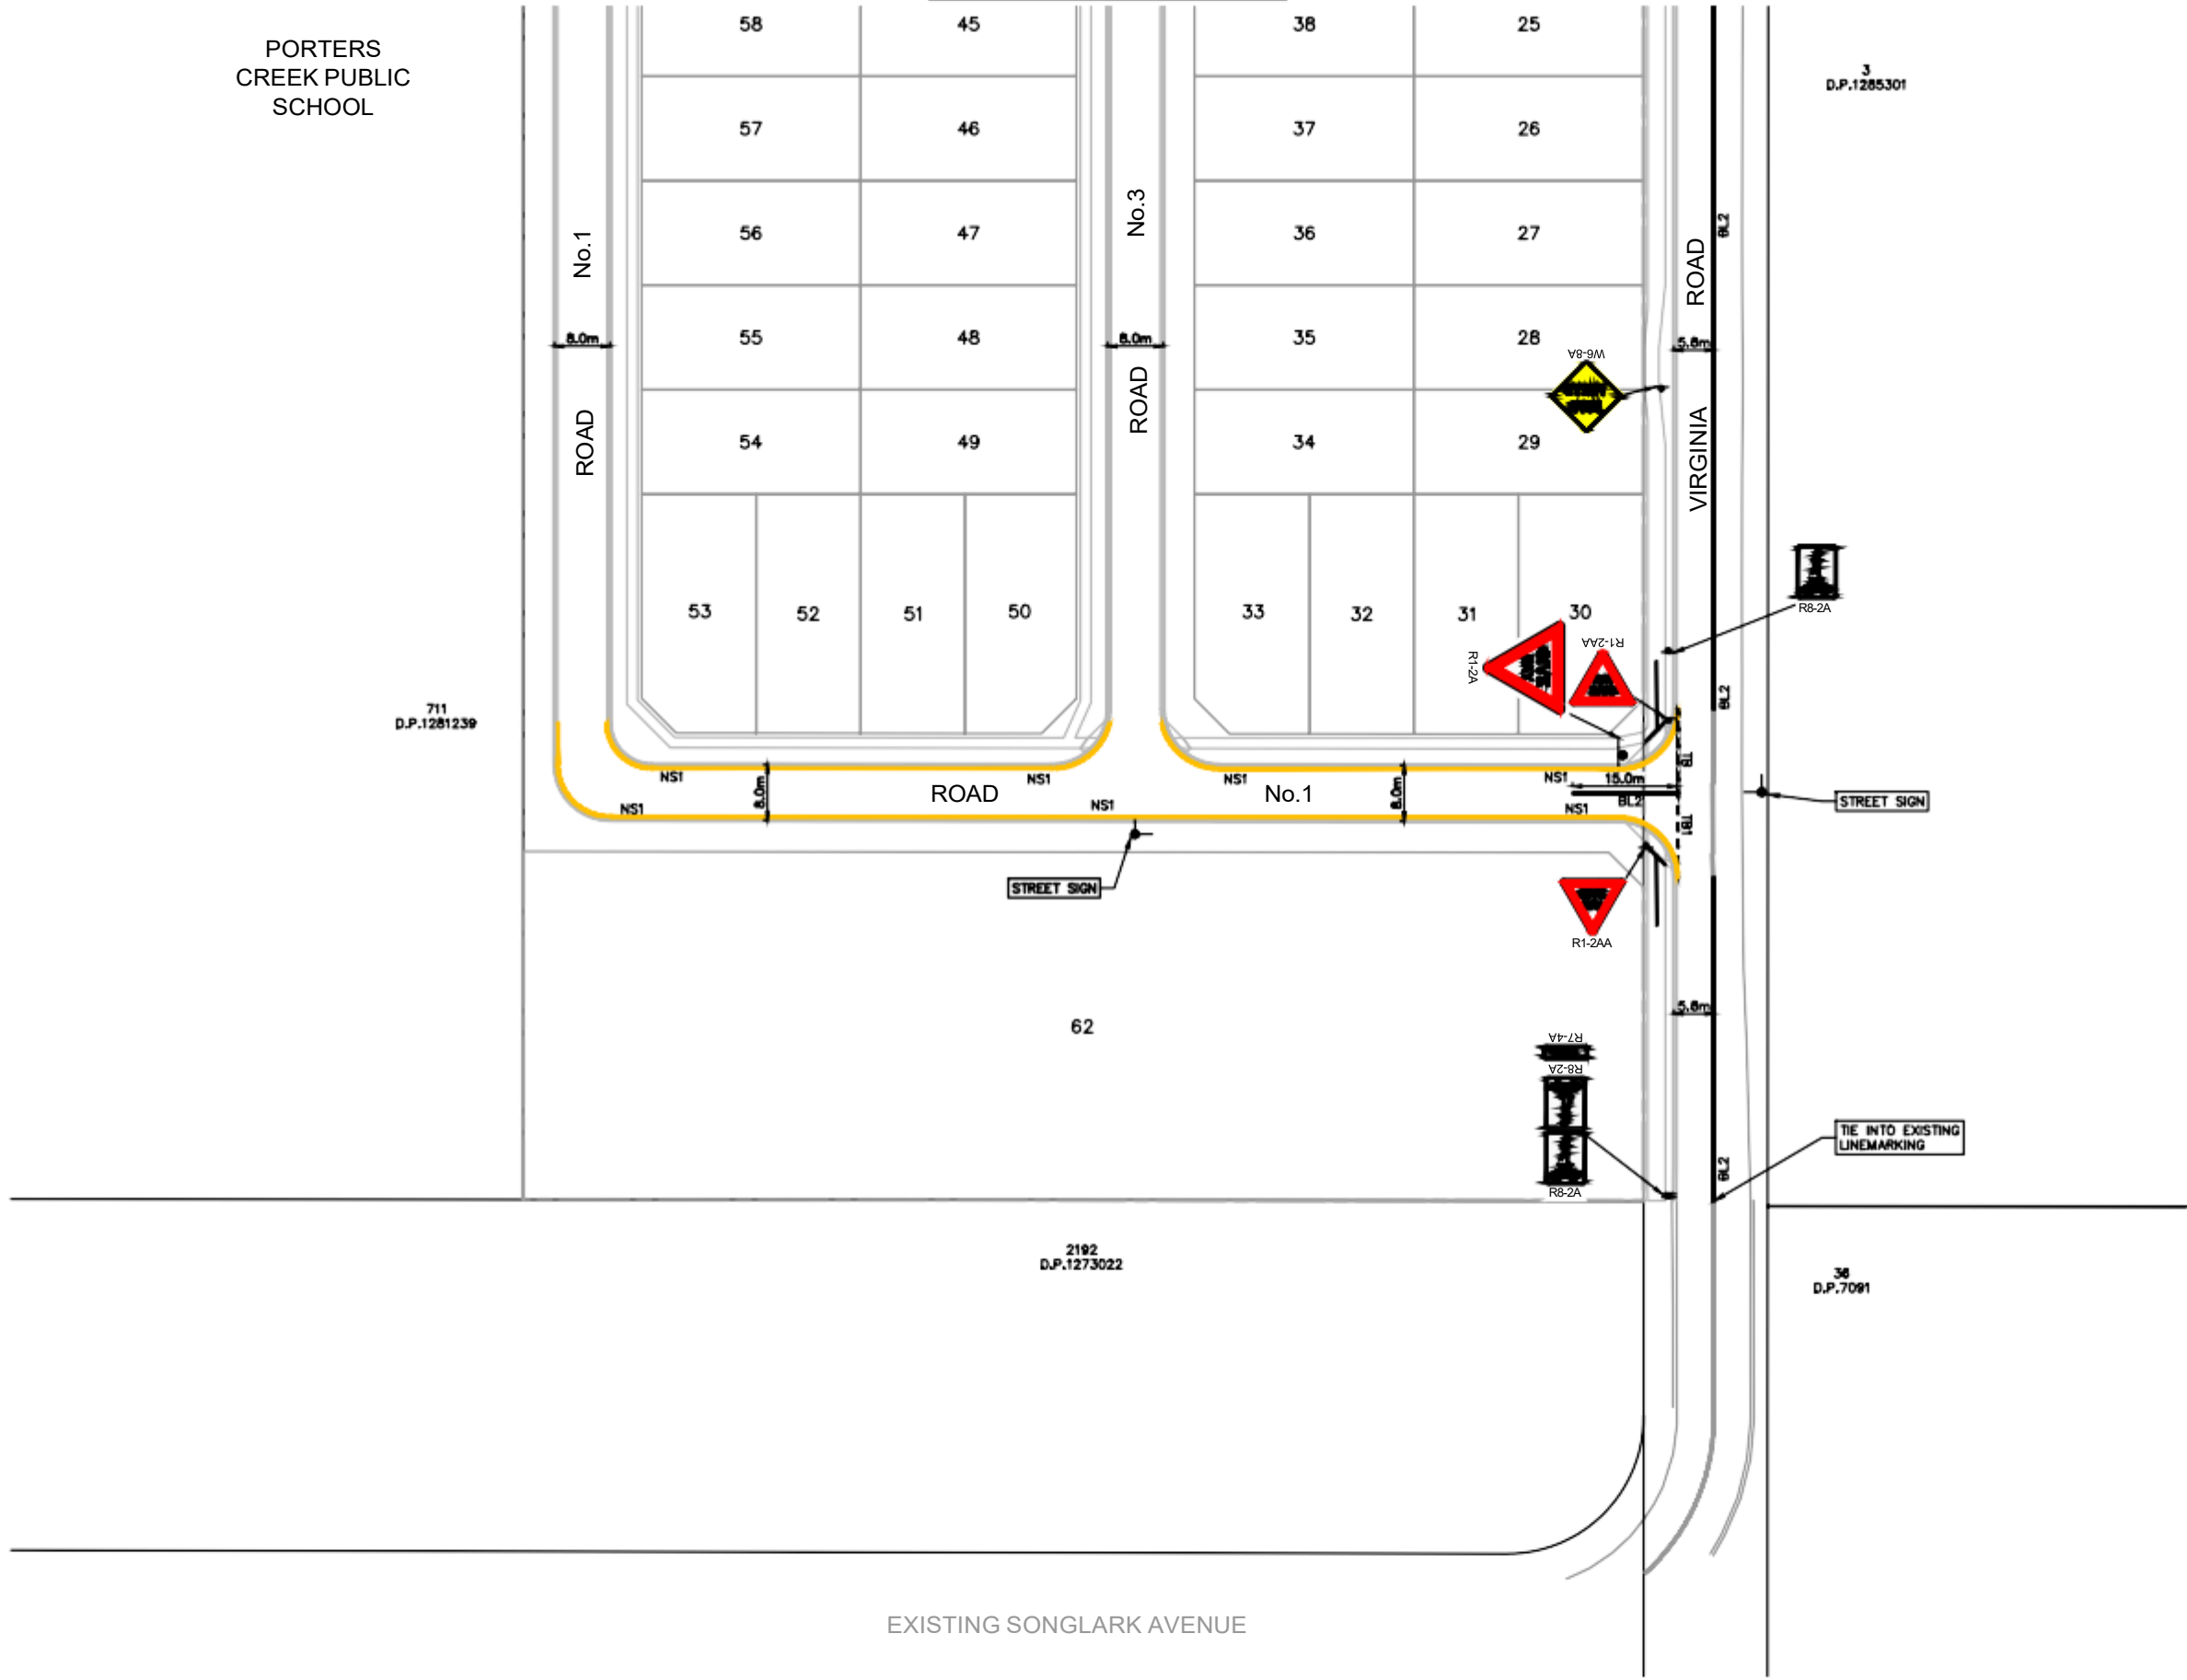 PORTERS
CREEK PUBLIC
SCHOOL
58
45
38
25
3
D.P.1285301
57
46
37
26
No.1
56
47
No.3
36
27
ROAD
BL2
8.0m
55
48
8.0m
35
28
5.6m
W6-8A
ROAD
54
49
ROAD
34
29
VIRGINIA
R8-2A
53
52
51
50
33
32
31
30
R1-2A
R1-2AA
BL2
711
D.P.1281239
NS1
8.0m
NS1
NS1
8.0m
NS1
15.0m
TB
ROAD
No.1
BL2
NS1
NS1
NS1
TB1
STREET SIGN
STREET SIGN
R1-2AA
5.6m
62
R7-4A
R8-2A
R8-2A
BL2
TIE INTO EXISTING
LINEMARKING
2192
D.P.1273022
36
D.P.7091
EXISTING SONGLARK AVENUE